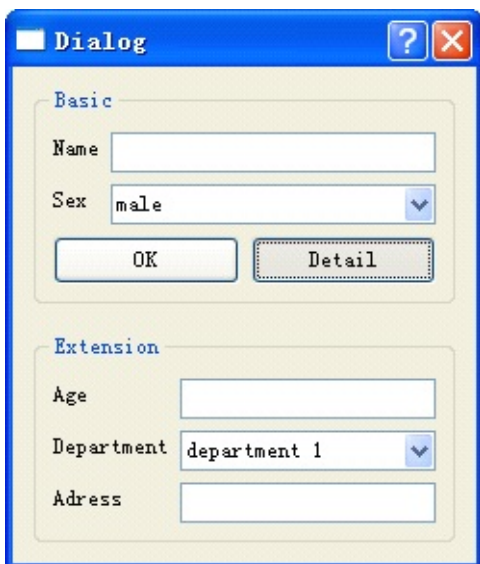 Dialog
Basic
Name
Sex male
OK Detail
Extension
Age
Department department 1
Adress